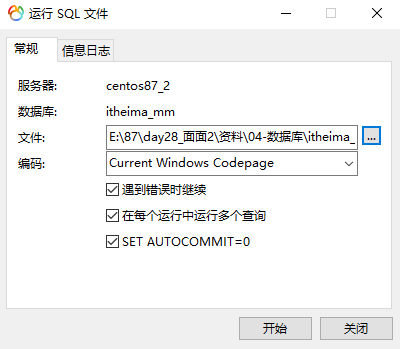 运行 SQL 文件
常规
信息日志
服务器: centos87_2
数据库: itheima_mm
文件: E:\87\day28_面面2\资料\04-数据库\itheima_ ...
编码: Current Windows Codepage
遇到错误时继续
在每个运行中运行多个查询
SET AUTOCOMMIT=0
开始
关闭